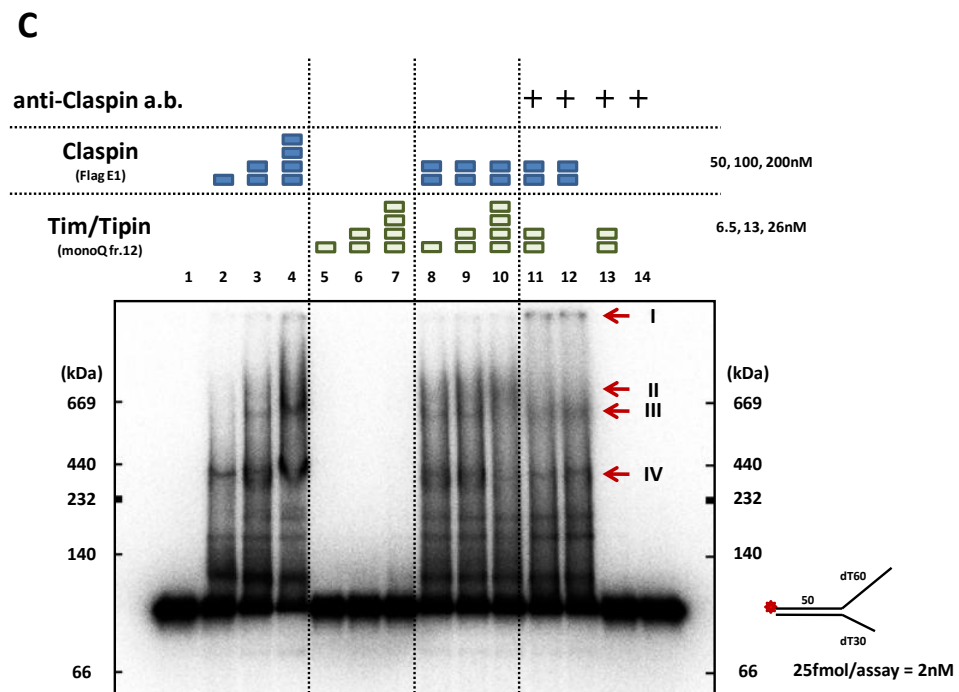 C
anti-Claspin a.b. + + + +
Claspin
(Flag E1)
50, 100, 200nM
Tim/Tipin
(monoQ fr.12)
6.5, 13, 26nM
1 2 3 4 5 6 7 8 9 10 11 12 13 14
I
(kDa) (kDa)
II
669 669
III
440 440
IV
232 232
140 140
dT60
50
dT30
66 66
25fmol/assay = 2nM